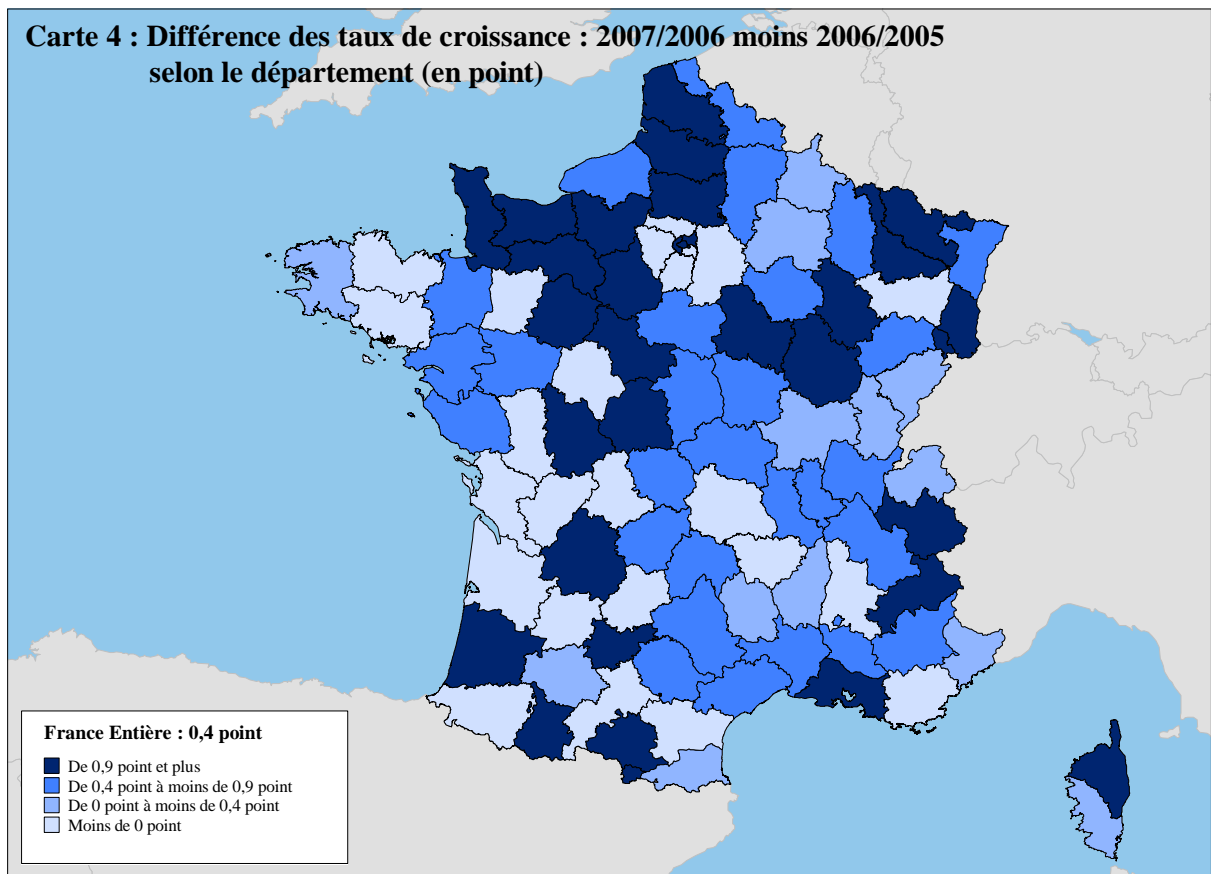 Carte 4 : Différence des taux de croissance : 2007/2006 moins 2006/2005
selon le département (en point)
France Entière : 0,4 point
De 0,9 point et plus
De 0,4 point à moins de 0,9 point
De 0 point à moins de 0,4 point
Moins de 0 point